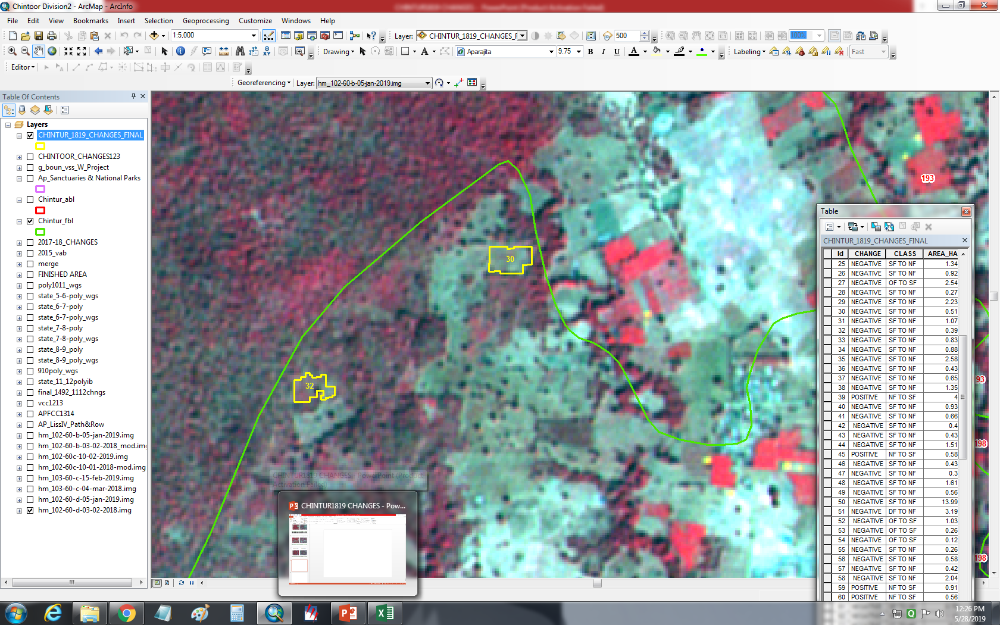 Chintoor Division2 - ArcMap - ArcInfo
File Edit View Bookmarks Insert Selection Geoprocessing Customize Windows Help
1:5,000 Layer: CHINTUR_1819_CHANGES_F 500 100%
Drawing Aparajita 9.75 B I U A Labeling Fast
Editor
Georeferencing Layer: hm_102-60-b-05-jan-2019.img
Table Of Contents
Layers
CHINTUR_1819_CHANGES_FINAL
CHINTOOR_CHANGES123
g_boun_vss_W_Project
Ap_Sanctuaries & National Parks
Chintur_abl
Chintur_fbl
2017-18_CHANGES
2015_vab
merge
FINISHED AREA
poly1011_wgs
state_5-6-poly_wgs
state_6-7-poly
state_6-7-poly_wgs
state_7-8-poly
state_7-8-poly_wgs
state_8-9_poly
state_8-9_poly_wgs
910poly_wgs
state_11_12polyib
final_1492_1112chngs
vcc1213
APFCC1314
AP_LissIV_Path&Row
hm_102-60-b-05-jan-2019.img
hm_102-60-b-03-02-2018_mod.img
hm_102-60c-10-02-2019.img
hm_102-60c-10-01-2018-mod.img
hm_103-60-c-15-feb-2019.img
hm_103-60-c-04-mar-2018.img
hm_102-60-d-05-jan-2019.img
hm_102-60-d-03-02-2018.img
193
30
32
93
198
198
Table
CHINTUR_1819_CHANGES_FINAL
Id CHANGE CLASS AREA_HA
25 NEGATIVE SF TO NF 1.34
26 NEGATIVE SF TO NF 0.92
27 NEGATIVE OF TO SF 2.54
28 NEGATIVE SF TO NF 0.27
29 NEGATIVE SF TO NF 2.23
30 NEGATIVE SF TO NF 0.51
31 NEGATIVE SF TO NF 1.07
32 NEGATIVE SF TO NF 0.39
33 NEGATIVE SF TO NF 0.83
34 NEGATIVE SF TO NF 0.88
35 NEGATIVE SF TO NF 2.58
36 NEGATIVE SF TO NF 0.43
37 NEGATIVE SF TO NF 0.65
38 NEGATIVE SF TO NF 1.35
39 POSITIVE NF TO SF 4
40 NEGATIVE SF TO NF 0.93
41 NEGATIVE SF TO NF 0.66
42 NEGATIVE SF TO NF 0.4
43 NEGATIVE SF TO NF 0.43
44 NEGATIVE SF TO NF 1.51
45 POSITIVE NF TO SF 0.58
46 NEGATIVE SF TO NF 0.43
47 NEGATIVE SF TO NF 0.3
48 NEGATIVE SF TO NF 1.61
49 NEGATIVE SF TO NF 0.56
50 NEGATIVE SF TO NF 13.99
51 NEGATIVE DF TO NF 3.19
52 NEGATIVE OF TO SF 1.03
53 NEGATIVE OF TO SF 0.26
54 NEGATIVE OF TO SF 0.12
55 NEGATIVE SF TO NF 0.26
56 NEGATIVE SF TO NF 0.58
57 NEGATIVE SF TO NF 0.42
58 NEGATIVE SF TO NF 2.04
59 POSITIVE NF TO SF 0.91
60 POSITIVE NF TO SF 0.56
CHINTUR1819 CHANGES - PowerPoint (Product
Activation Failed)
CHINTUR1819 CHANGES - Pow...
12:26 PM
5/28/2019